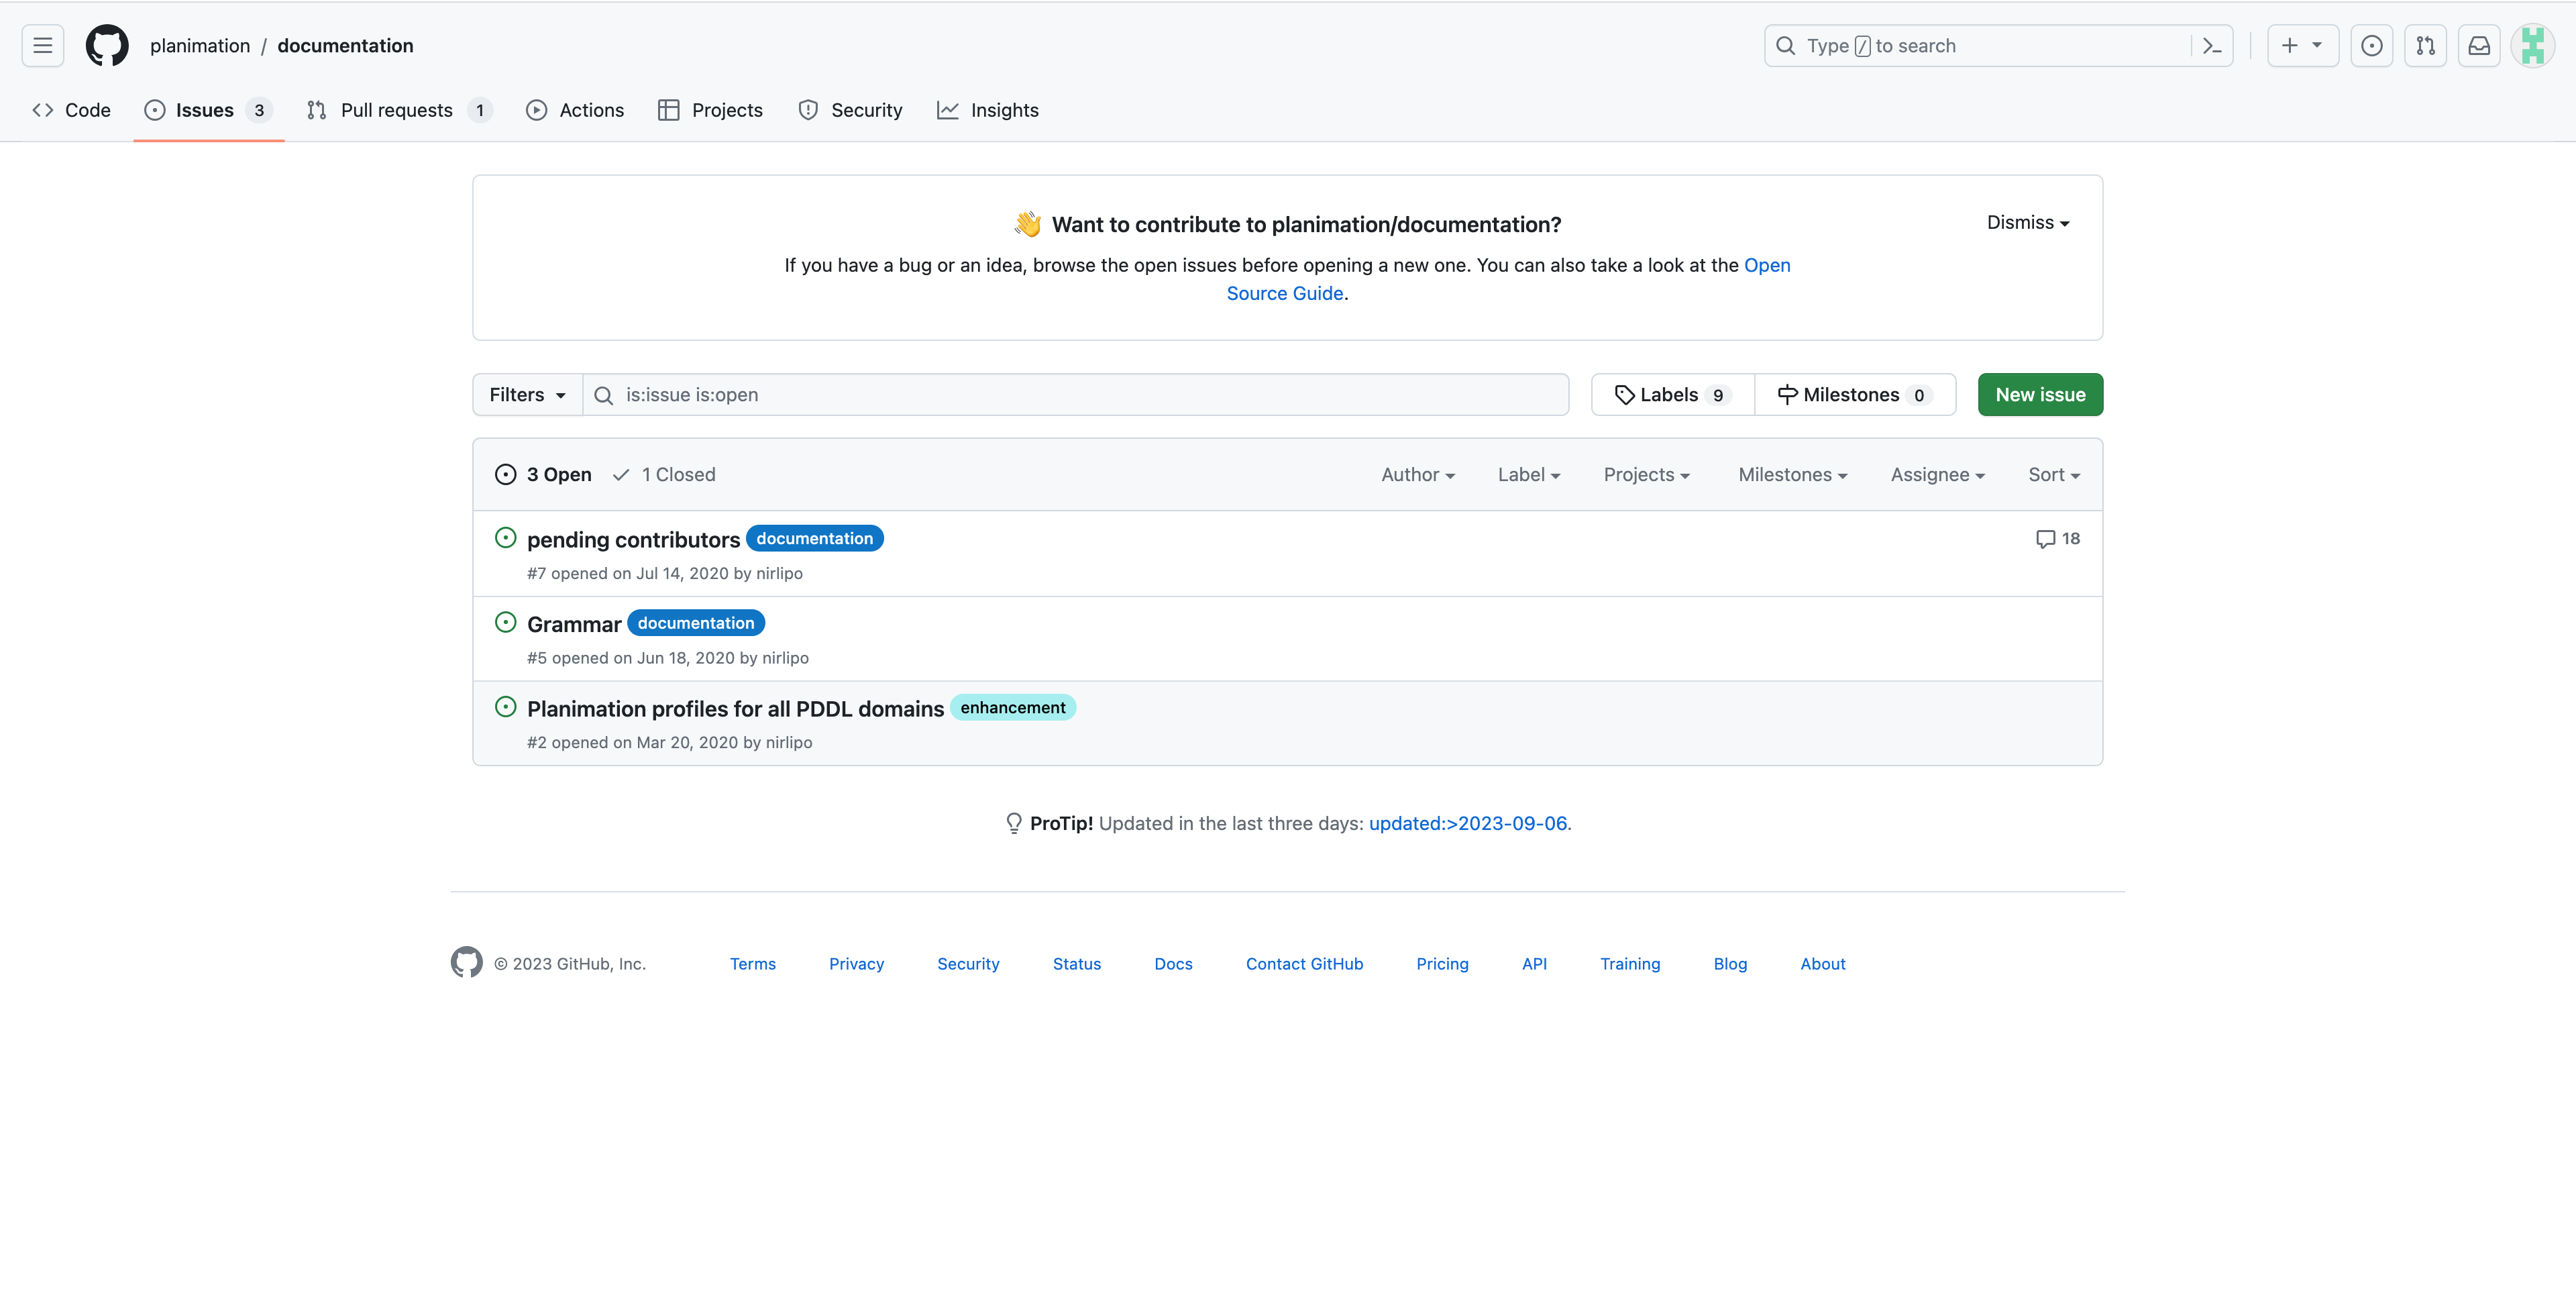 planimation / documentation
Type / to search
Code
Issues 3
Pull requests 1
Actions
Projects
Security
Insights
👋 Want to contribute to planimation/documentation?
Dismiss
If you have a bug or an idea, browse the open issues before opening a new one. You can also take a look at the Open
Source Guide.
Filters
is:issue is:open
Labels 9
Milestones 0
New issue
3 Open
1 Closed
Author
Label
Projects
Milestones
Assignee
Sort
pending contributors documentation
18
#7 opened on Jul 14, 2020 by nirlipo
Grammar documentation
#5 opened on Jun 18, 2020 by nirlipo
Planimation profiles for all PDDL domains enhancement
#2 opened on Mar 20, 2020 by nirlipo
ProTip! Updated in the last three days: updated:>2023-09-06.
© 2023 GitHub, Inc.
Terms
Privacy
Security
Status
Docs
Contact GitHub
Pricing
API
Training
Blog
About